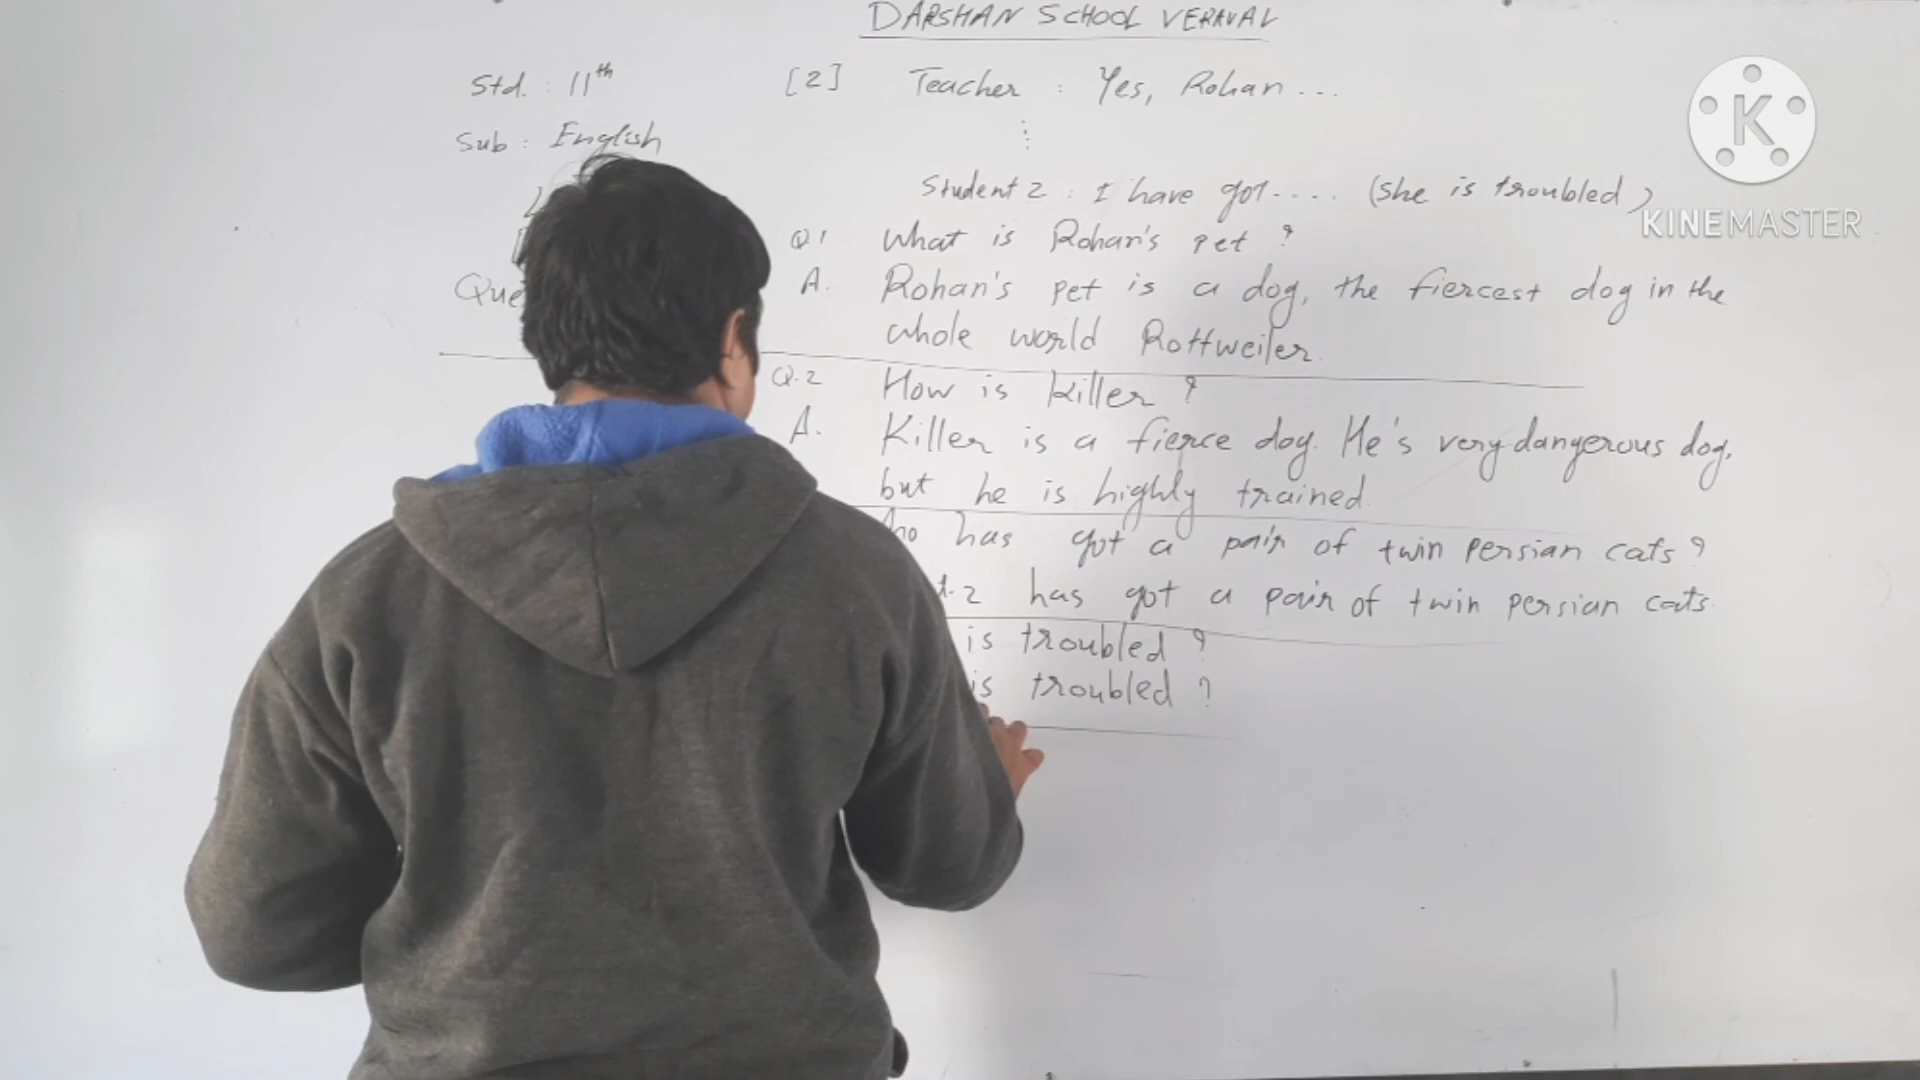 DARSHAN SCHOOL VERAVAL
Std. : 11th
[2] Teacher : Yes, Rohan ...
Sub : English
Student 2 : I have got.... (she is troubled)
Q1 What is Rohan's pet ?
A. Rohan's pet is a dog, the fiercest dog in the
whole world Rottweiler.
Q.2 How is Killer ?
A. Killer is a fierce dog. He's very dangerous dog,
but he is highly trained.
has got a pair of twin persian cats ?
2 has got a pair of twin persian cats
is troubled ?
is troubled ?
K
KINEMASTER